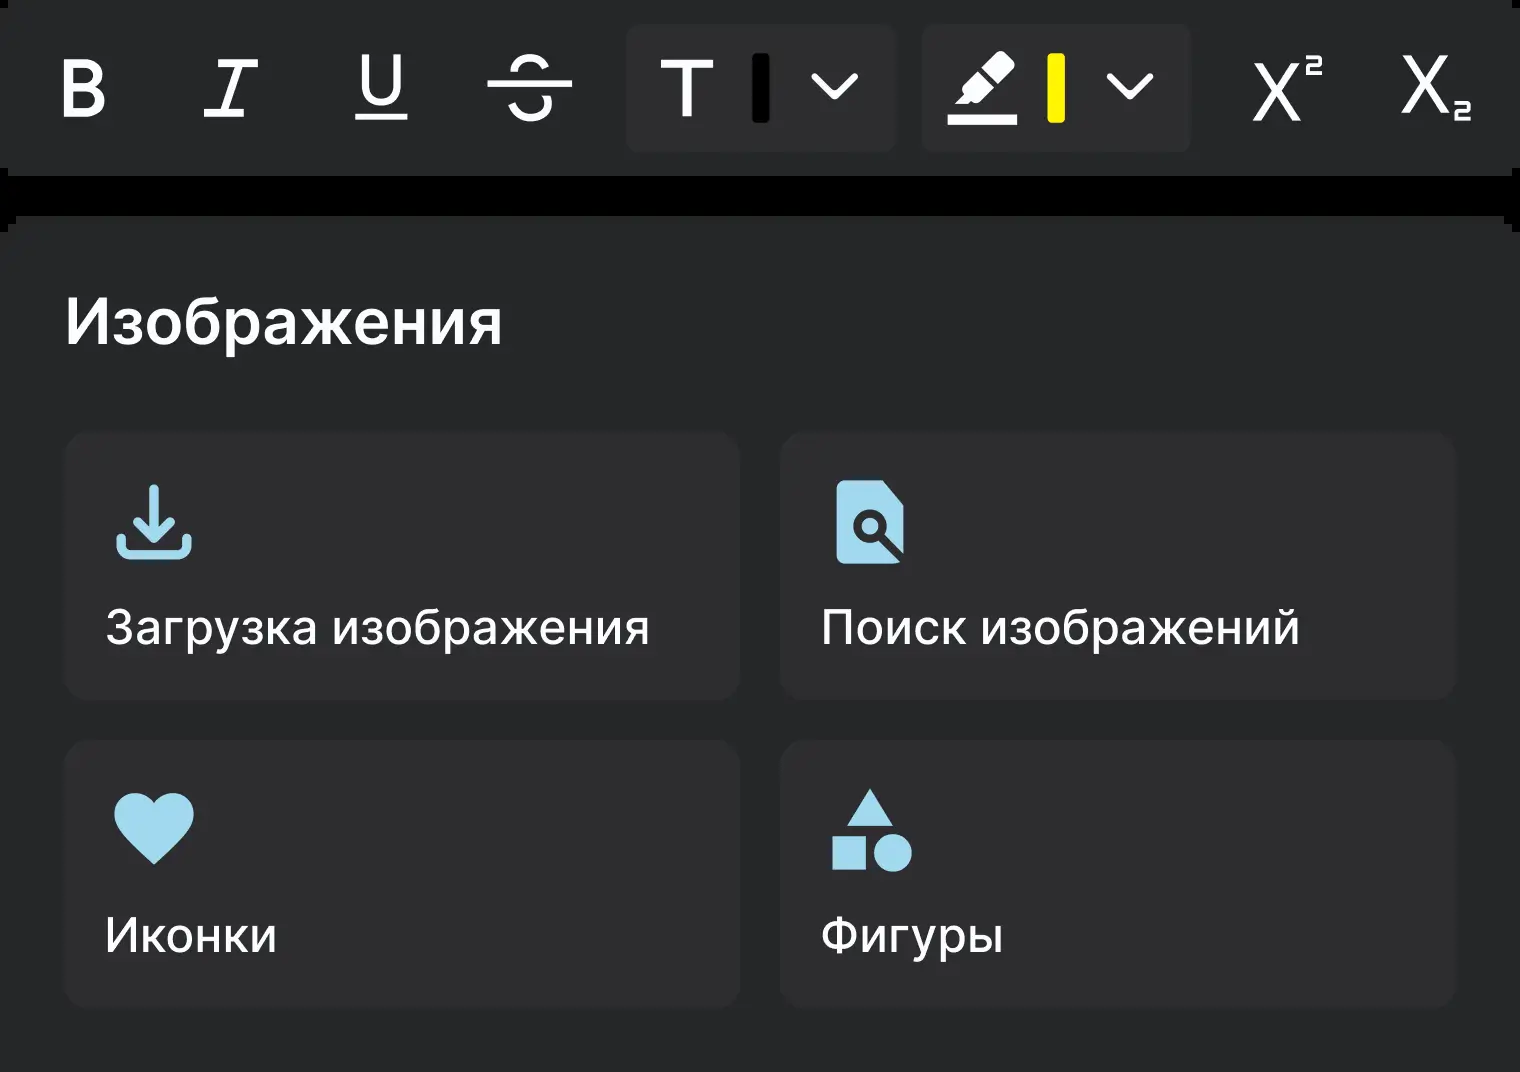 B I U S T X² X₂
Изображения
Загрузка изображения
Поиск изображений
Иконки
Фигуры